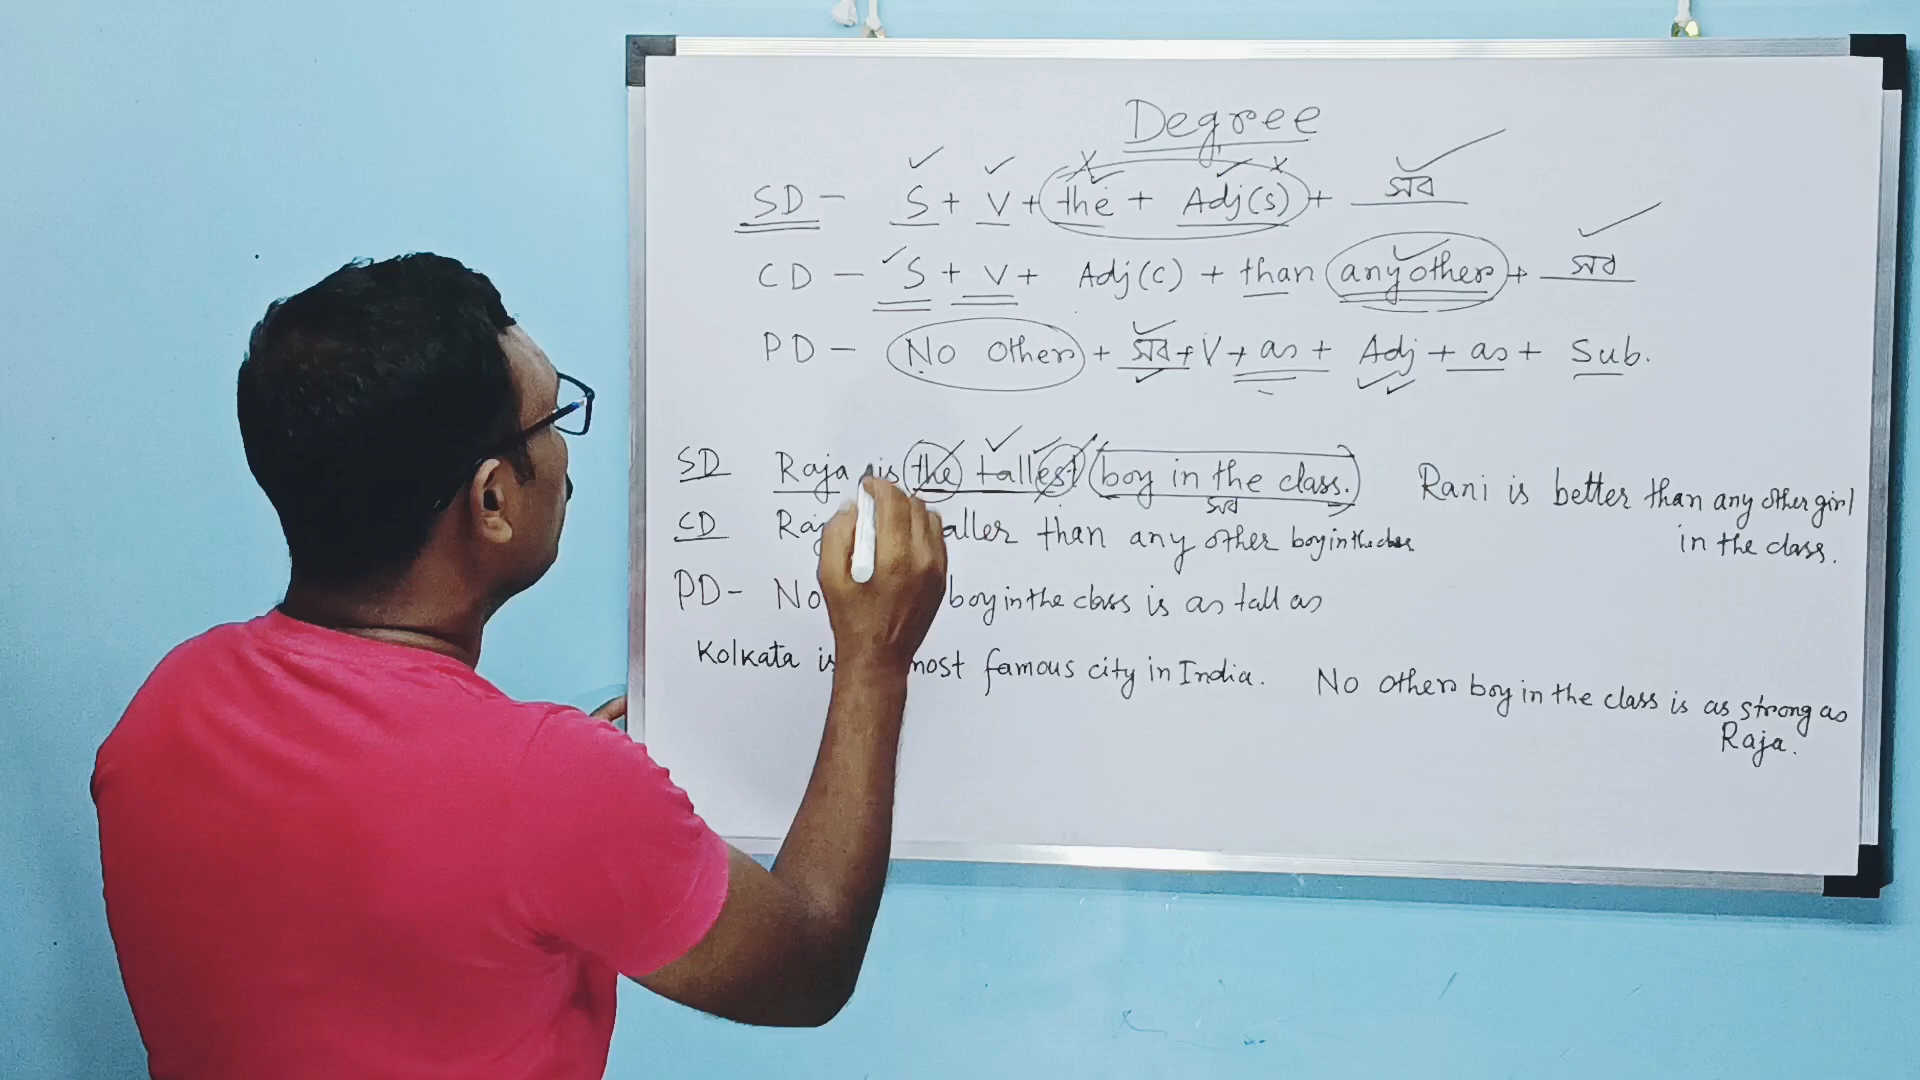 Degree
SD - S + V + the + Adj(s) + সব
CD - S + V + Adj(c) + than any other + সব
PD - No other + সব + V + as + Adj + as + Sub.
SD Raja is the tallest boy in the class.
সব
CD than any other boy in the class
PD - No boy in the class is as tall as
Kolkata is most famous city in India.
Rani is better than any other girl
in the class.
No other boy in the class is as strong as
Raja.